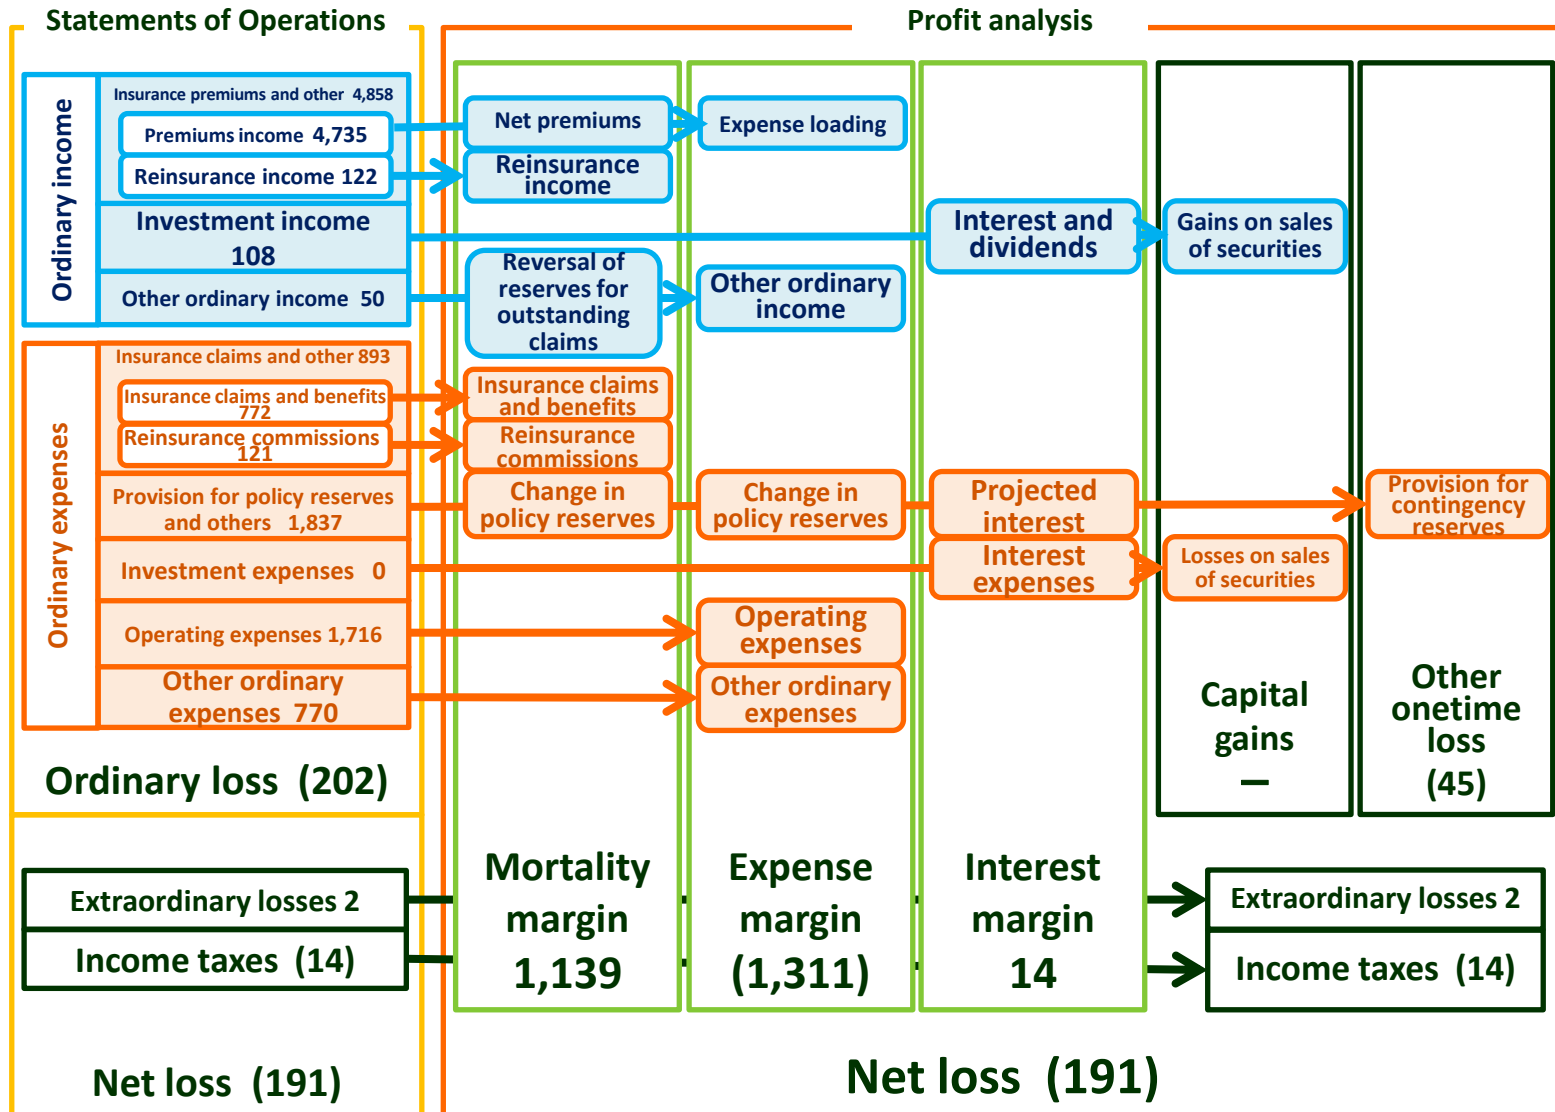 Statements of Operations
Profit analysis
Ordinary income
Insurance premiums and other 4,858
Premiums income 4,735
Reinsurance income 122
Investment income
108
Other ordinary income 50
Net premiums
Expense loading
Reinsurance
income
Interest and
dividends
Gains on sales
of securities
Reversal of
reserves for
outstanding
claims
Other ordinary
income
Ordinary expenses
Insurance claims and other 893
Insurance claims and benefits
772
Reinsurance commissions
121
Provision for policy reserves
and others 1,837
Investment expenses 0
Operating expenses 1,716
Other ordinary
expenses 770
Insurance claims
and benefits
Reinsurance
commissions
Change in
policy reserves
Change in
policy reserves
Projected
interest
Provision for
contingency
reserves
Interest
expenses
Losses on sales
of securities
Operating
expenses
Other ordinary
expenses
Capital
gains
—
Other
onetime
loss
(45)
Ordinary loss (202)
Mortality
margin
1,139
Expense
margin
(1,311)
Interest
margin
14
Extraordinary losses 2
Income taxes (14)
Extraordinary losses 2
Income taxes (14)
Net loss (191)
Net loss (191)